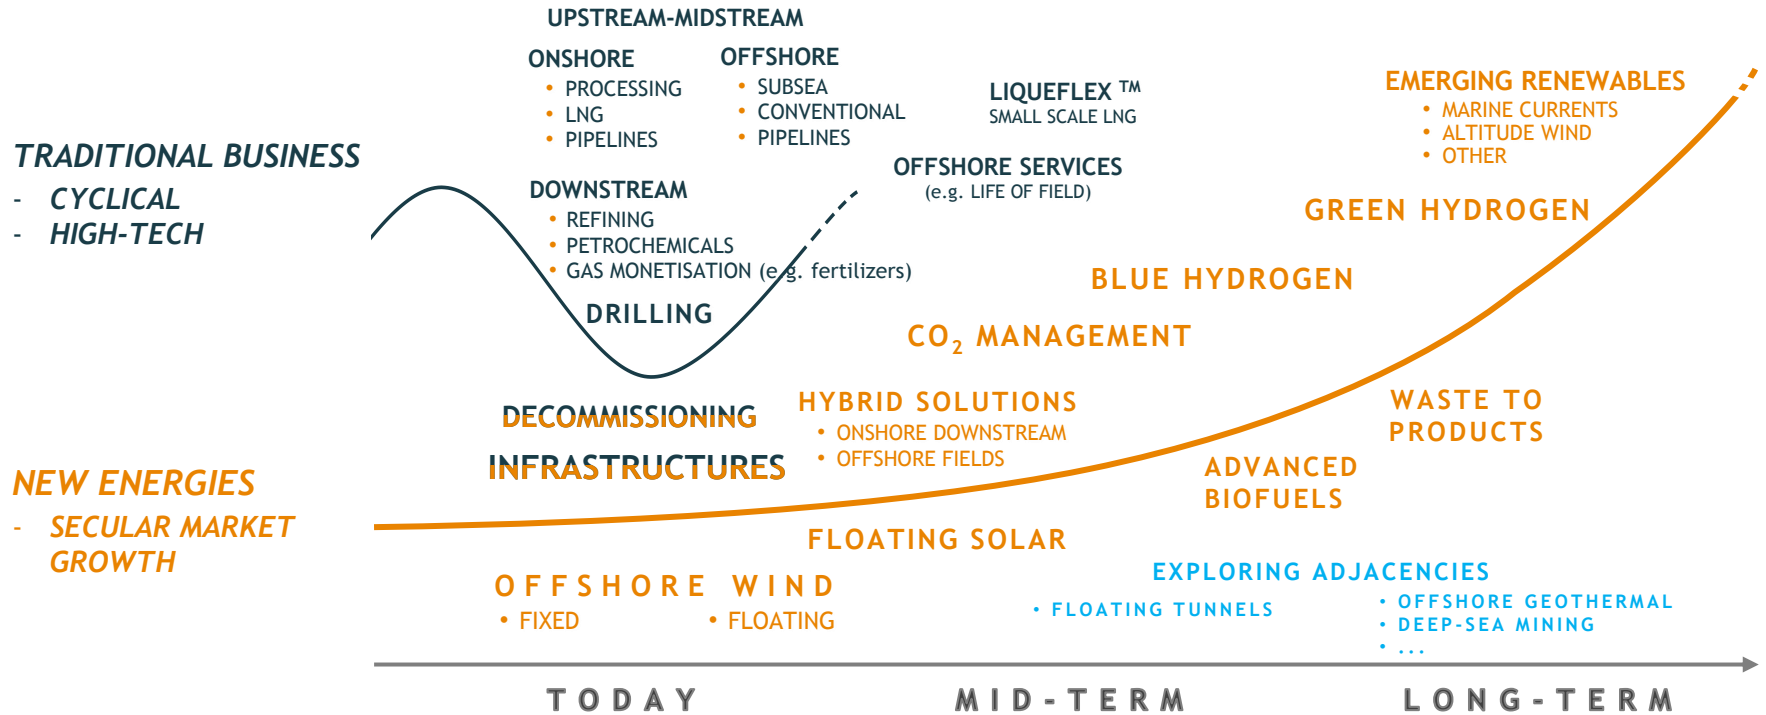 UPSTREAM-MIDSTREAM
ONSHORE
• PROCESSING
• LNG
• PIPELINES
OFFSHORE
• SUBSEA
• CONVENTIONAL
• PIPELINES
LIQUEFLEX ™
SMALL SCALE LNG
EMERGING RENEWABLES
• MARINE CURRENTS
• ALTITUDE WIND
• OTHER
TRADITIONAL BUSINESS
- CYCLICAL
- HIGH-TECH
DOWNSTREAM
• REFINING
• PETROCHEMICALS
• GAS MONETISATION (e.g. fertilizers)
OFFSHORE SERVICES
(e.g. LIFE OF FIELD)
GREEN HYDROGEN
BLUE HYDROGEN
DRILLING
CO₂ MANAGEMENT
DECOMMISSIONING
INFRASTRUCTURES
HYBRID SOLUTIONS
• ONSHORE DOWNSTREAM
• OFFSHORE FIELDS
WASTE TO
PRODUCTS
ADVANCED
BIOFUELS
NEW ENERGIES
- SECULAR MARKET
GROWTH
FLOATING SOLAR
OFFSHORE WIND
• FIXED
• FLOATING
EXPLORING ADJACENCIES
• FLOATING TUNNELS
• OFFSHORE GEOTHERMAL
• DEEP-SEA MINING
• ...
TODAY
MID-TERM
LONG-TERM